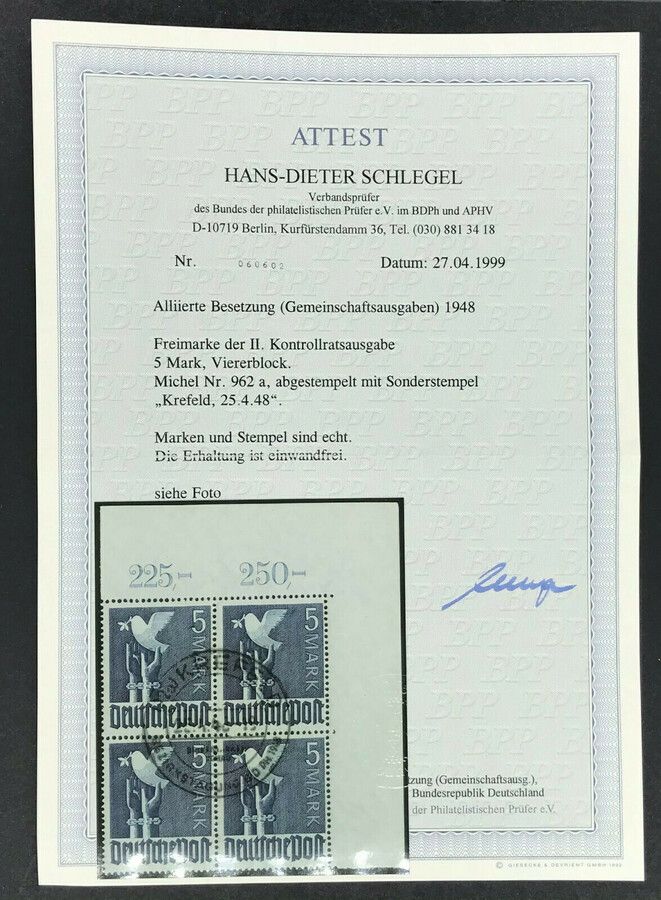 ATTEST
HANS-DIETER SCHLEGEL
Verbandsprüfer
des Bundes der philatelistischen Prüfer e.V. im BDPh und APHV
D-10719 Berlin, Kurfürstendamm 36, Tel. (030) 881 34 18
Nr. 060602 Datum: 27.04.1999
Alliierte Besetzung (Gemeinschaftsausgaben) 1948
Freimarke der II. Kontrollratsausgabe
5 Mark, Viererblock.
Michel Nr. 962 a, abgestempelt mit Sonderstempel
„Krefeld, 25.4.48“.
Marken und Stempel sind echt.
Die Erhaltung ist einwandfrei.
siehe Foto
225,- 250,-
5 MARK 5 MARK
Deutsche Post Deutsche Post
5 MARK 5 MARK
Deutsche Post Deutsche Post
zung (Gemeinschaftsausg.),
Bundesrepublik Deutschland
der Philatelistischen Prüfer e.V.
© GIESECKE & DEVRIENT GMBH